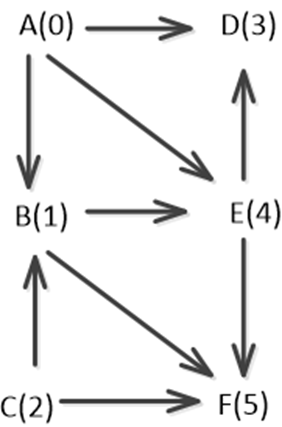 A(0) D(3)
B(1) E(4)
C(2) F(5)